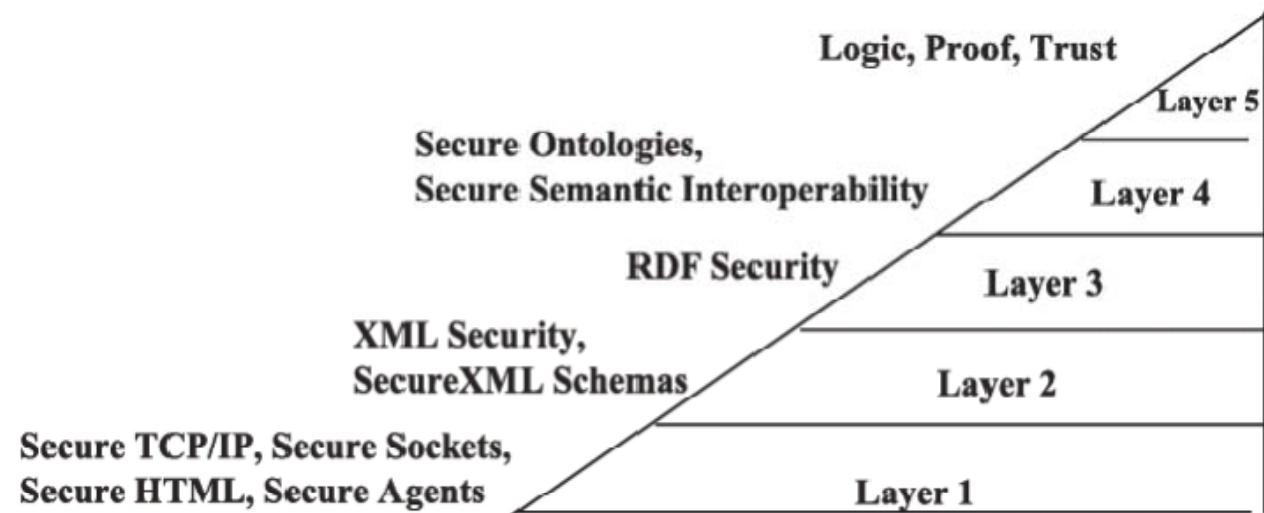 Logic, Proof, Trust
Layer 5
Secure Ontologies,
Secure Semantic Interoperability
Layer 4
RDF Security
Layer 3
XML Security,
SecureXML Schemas
Layer 2
Secure TCP/IP, Secure Sockets,
Secure HTML, Secure Agents
Layer 1